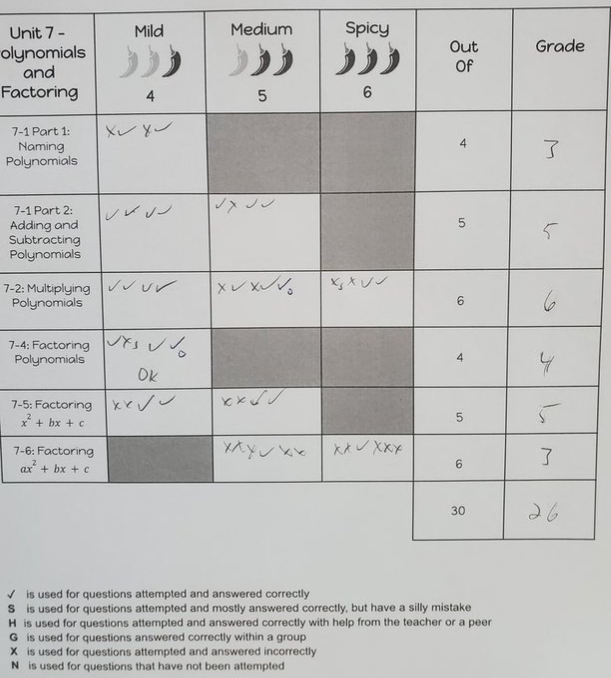 Unit 7 -
olynomials
and
Factoring
Mild
4
Medium
5
Spicy
6
Out
Of
Grade
7-1 Part 1:
Naming
Polynomials
X✓ X✓
4
3
7-1 Part 2:
Adding and
Subtracting
Polynomials
✓ ✓ ✓✓
✓X ✓✓
5
5
7-2: Multiplying
Polynomials
✓✓ ✓✓
X✓ X✓✓
Xs X ✓✓
6
6
7-4: Factoring
Polynomials
✓Xs ✓ ✓
OK
4
4
7-5: Factoring
x² + bx + c
XX✓ ✓
XX✓ ✓
5
5
7-6: Factoring
ax² + bx + c
XXX✓XX
XX✓ XXX
6
3
30
26
✓ is used for questions attempted and answered correctly
S is used for questions attempted and mostly answered correctly, but have a silly mistake
H is used for questions attempted and answered correctly with help from the teacher or a peer
G is used for questions answered correctly within a group
X is used for questions attempted and answered incorrectly
N is used for questions that have not been attempted